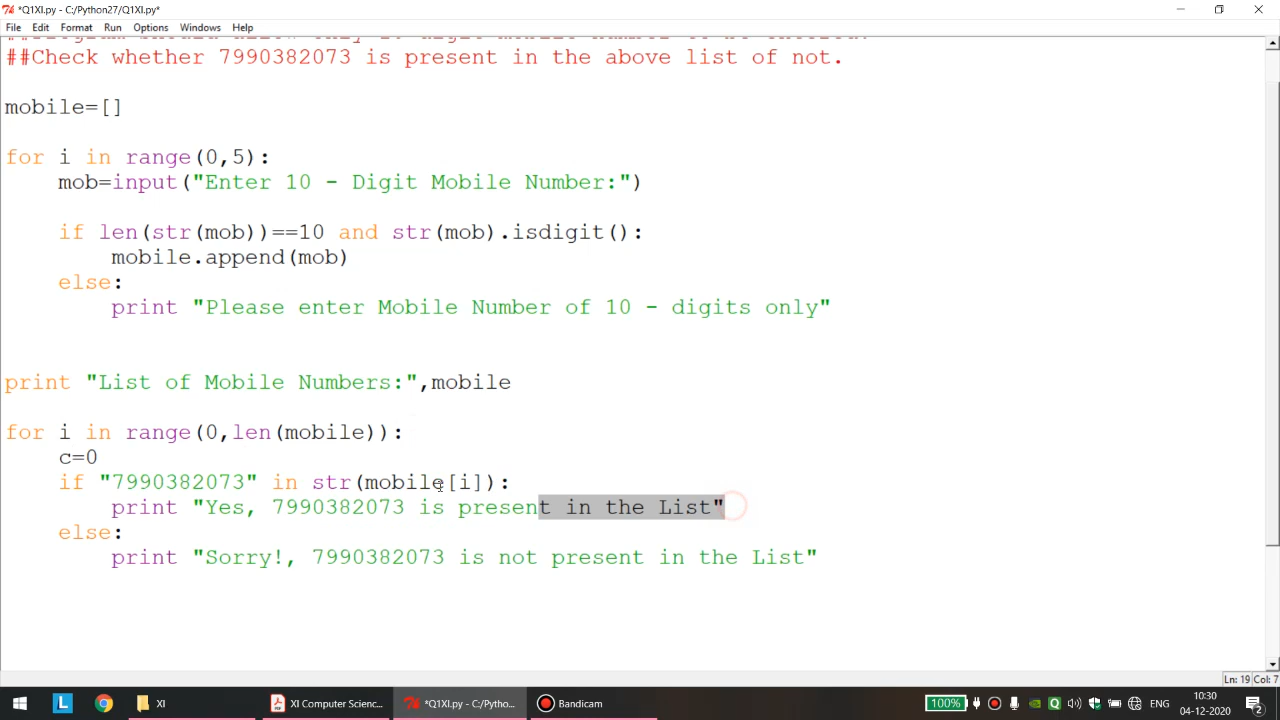 *Q1XI.py - C:/Python27/Q1XI.py*
File Edit Format Run Options Windows Help
##Check whether 7990382073 is present in the above list of not.
mobile=[]
for i in range(0,5):
    mob=input("Enter 10 - Digit Mobile Number:")
    if len(str(mob))==10 and str(mob).isdigit():
        mobile.append(mob)
    else:
        print "Please enter Mobile Number of 10 - digits only"
print "List of Mobile Numbers:",mobile
for i in range(0,len(mobile)):
    c=0
    if "7990382073" in str(mobile[i]):
        print "Yes, 7990382073 is present in the List"
    else:
        print "Sorry!, 7990382073 is not present in the List"
Ln: 19 Col: 7
L XI XI Computer Scienc... *Q1XI.py - C:/Pytho... Bandicam 100% ENG 10:30
04-12-2020 2